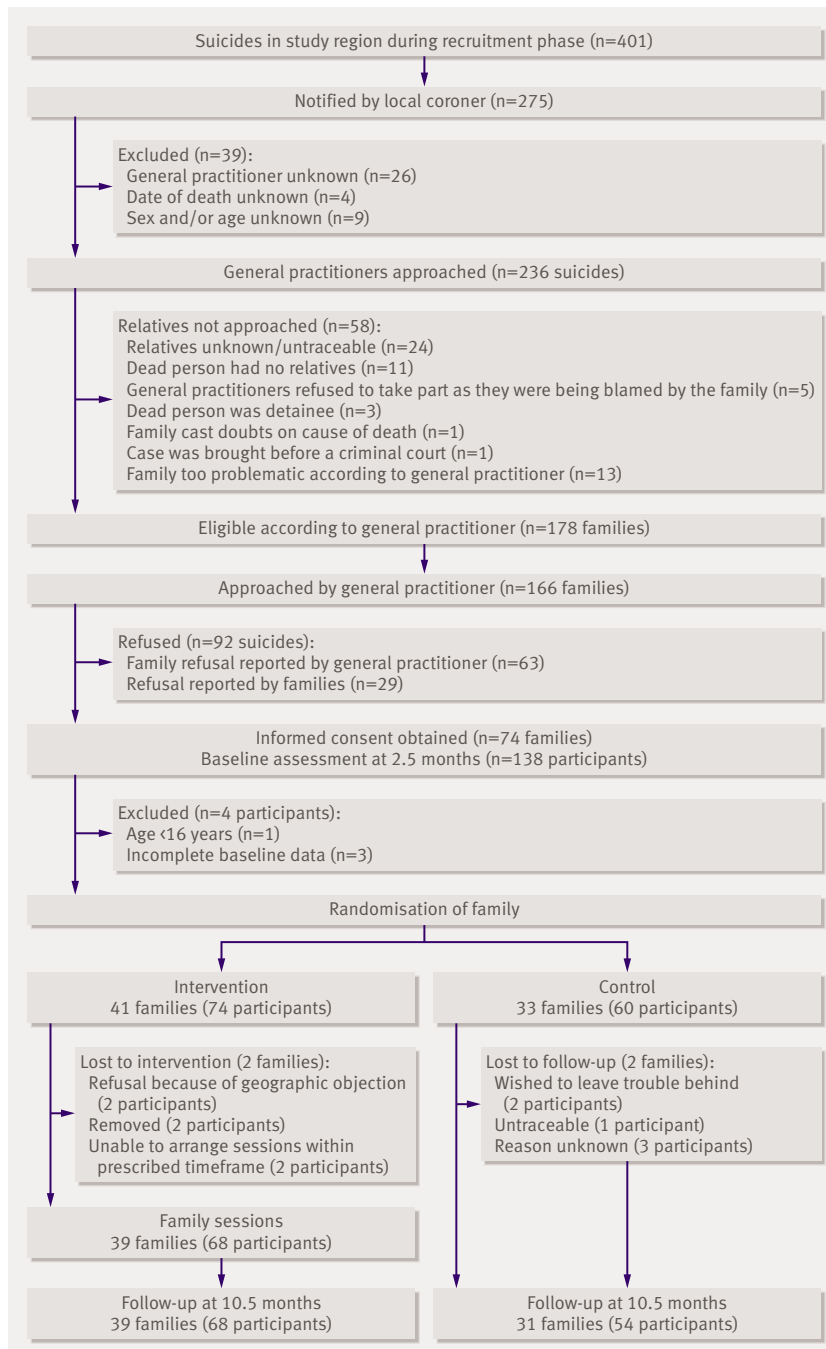 Suicides in study region during recruitment phase (n=401)
Notified by local coroner (n=275)
Excluded (n=39):
General practitioner unknown (n=26)
Date of death unknown (n=4)
Sex and/or age unknown (n=9)
General practitioners approached (n=236 suicides)
Relatives not approached (n=58):
Relatives unknown/untraceable (n=24)
Dead person had no relatives (n=11)
General practitioners refused to take part as they were being blamed by the family (n=5)
Dead person was detainee (n=3)
Family cast doubts on cause of death (n=1)
Case was brought before a criminal court (n=1)
Family too problematic according to general practitioner (n=13)
Eligible according to general practitioner (n=178 families)
Approached by general practitioner (n=166 families)
Refused (n=92 suicides):
Family refusal reported by general practitioner (n=63)
Refusal reported by families (n=29)
Informed consent obtained (n=74 families)
Baseline assessment at 2.5 months (n=138 participants)
Excluded (n=4 participants):
Age <16 years (n=1)
Incomplete baseline data (n=3)
Randomisation of family
Intervention
41 families (74 participants)
Control
33 families (60 participants)
Lost to intervention (2 families):
Refusal because of geographic objection
(2 participants)
Removed (2 participants)
Unable to arrange sessions within
prescribed timeframe (2 participants)
Lost to follow-up (2 families):
Wished to leave trouble behind
(2 participants)
Untraceable (1 participant)
Reason unknown (3 participants)
Family sessions
39 families (68 participants)
Follow-up at 10.5 months
39 families (68 participants)
Follow-up at 10.5 months
31 families (54 participants)